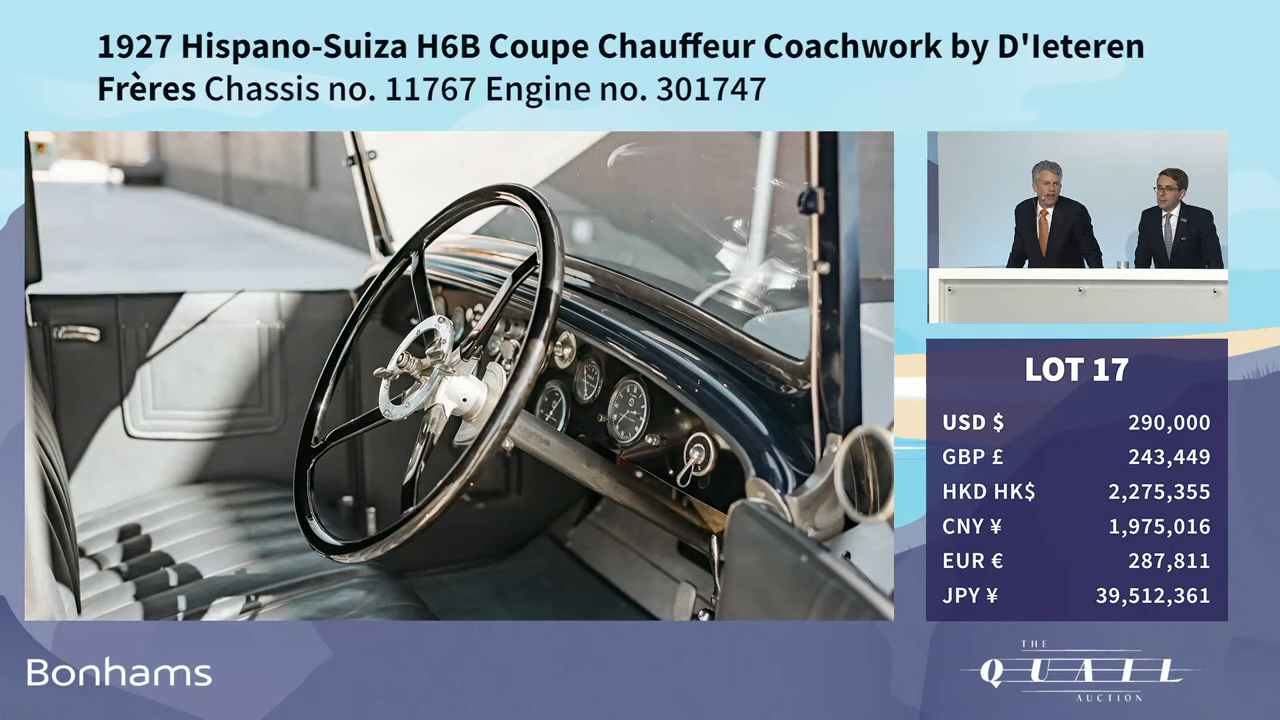 1927 Hispano-Suiza H6B Coupe Chauffeur Coachwork by D'Ieteren
Frères Chassis no. 11767 Engine no. 301747
LOT 17
USD $ 290,000
GBP £ 243,449
HKD HK$ 2,275,355
CNY ¥ 1,975,016
EUR € 287,811
JPY ¥ 39,512,361
Bonhams
THE
QUAIL
AUCTION